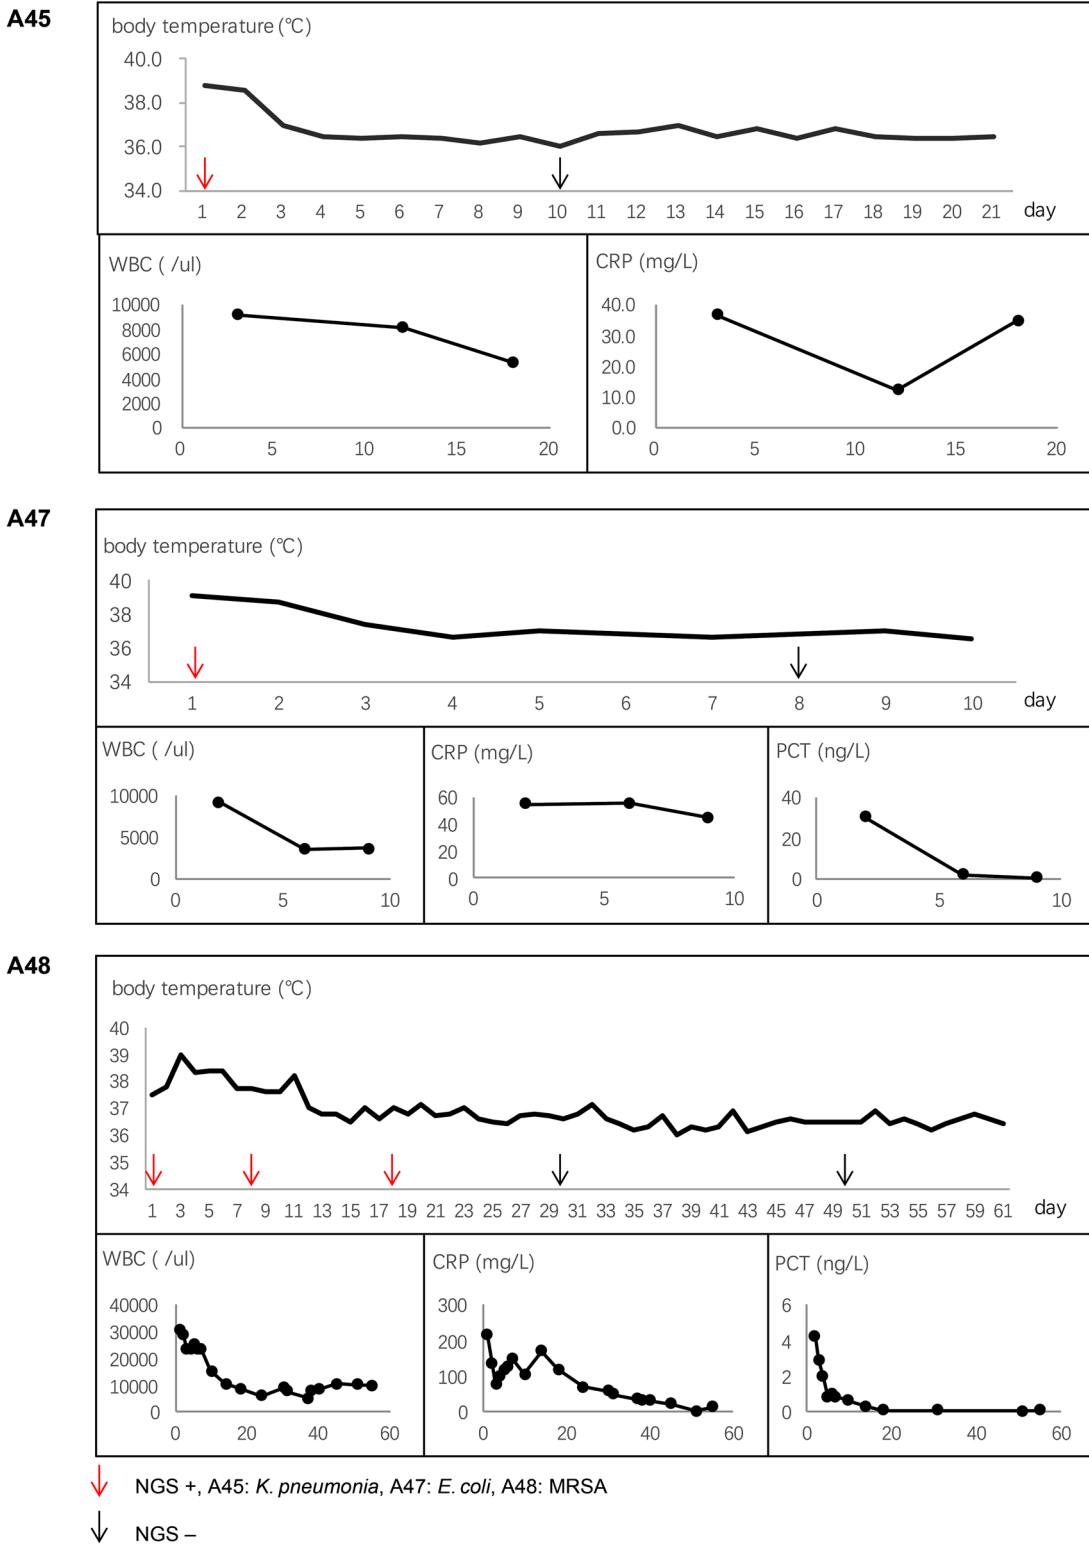 A45
body temperature (℃)
40.0
38.0
36.0
34.0
1 2 3 4 5 6 7 8 9 10 11 12 13 14 15 16 17 18 19 20 21 day
WBC ( /ul)
10000
8000
6000
4000
2000
0
0 5 10 15 20
CRP (mg/L)
40.0
30.0
20.0
10.0
0.0
0 5 10 15 20
A47
body temperature (℃)
40
38
36
34
1 2 3 4 5 6 7 8 9 10 day
WBC ( /ul)
10000
5000
0
0 5 10
CRP (mg/L)
60
40
20
0
0 5 10
PCT (ng/L)
40
20
0
0 5 10
A48
body temperature (℃)
40
39
38
37
36
35
34
1 3 5 7 9 11 13 15 17 19 21 23 25 27 29 31 33 35 37 39 41 43 45 47 49 51 53 55 57 59 61 day
WBC ( /ul)
40000
30000
20000
10000
0
0 20 40 60
CRP (mg/L)
300
200
100
0
0 20 40 60
PCT (ng/L)
6
4
2
0
0 20 40 60
NGS +, A45: K. pneumonia, A47: E. coli, A48: MRSA
NGS –